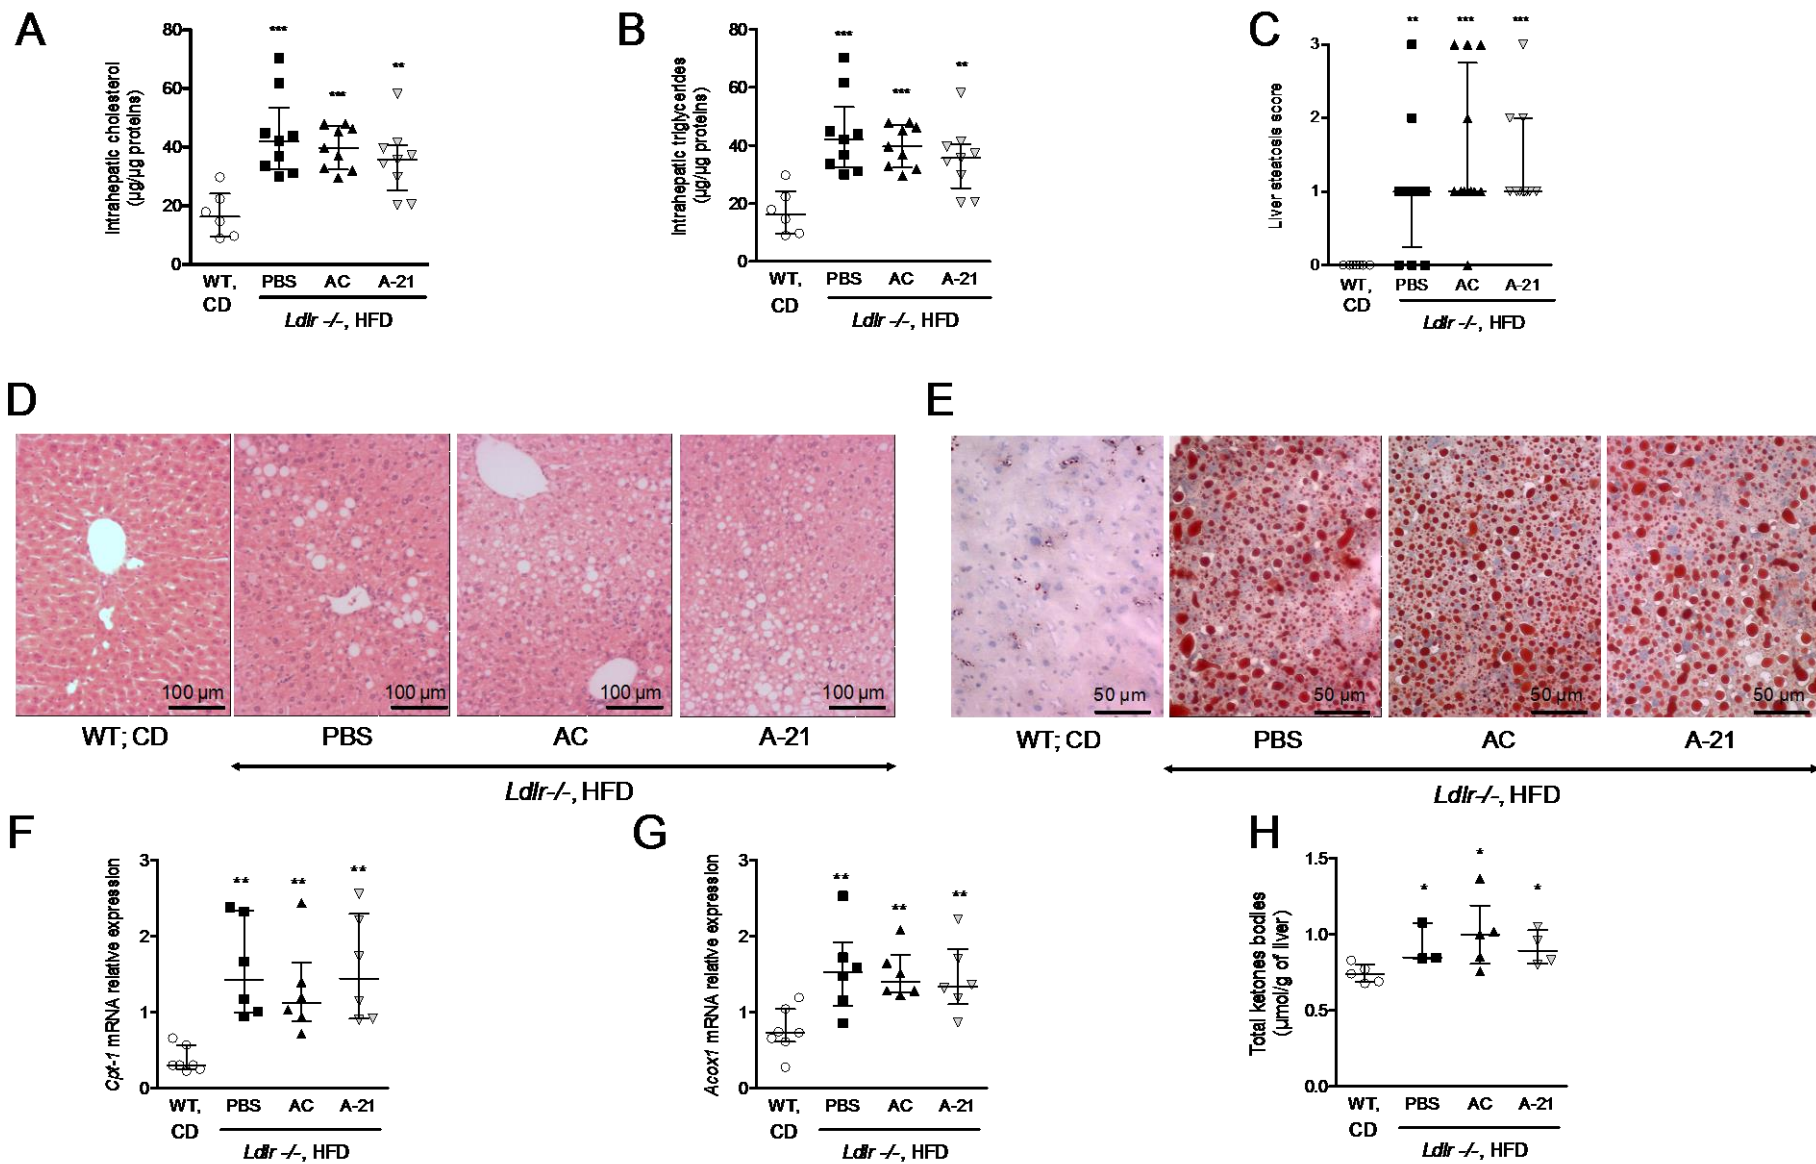 A
Intrahepatic cholesterol
(µg/µg proteins)
80
60
40
20
0
***
***
**
WT,
CD
PBS
AC
A-21
Ldlr -/-, HFD
B
Intrahepatic triglycerides
(µg/µg proteins)
80
60
40
20
0
***
***
**
WT,
CD
PBS
AC
A-21
Ldlr -/-, HFD
C
Liver steatosis score
3
2
1
0
**
***
***
WT,
CD
PBS
AC
A-21
Ldlr -/-, HFD
D
100 µm
100 µm
100 µm
100 µm
WT; CD
PBS
AC
A-21
Ldlr-/-, HFD
E
50 µm
50 µm
50 µm
50 µm
WT; CD
PBS
AC
A-21
Ldlr-/-, HFD
F
Cpt-1 mRNA relative expression
3
2
1
0
**
**
**
WT,
CD
PBS
AC
A-21
Ldlr -/-, HFD
G
Acox1 mRNA relative expression
3
2
1
0
**
**
**
WT,
CD
PBS
AC
A-21
Ldlr -/-, HFD
H
Total ketones bodies
(µmol/g of liver)
1.5
1.0
0.5
0.0
*
*
*
WT,
CD
PBS
AC
A-21
Ldlr -/-, HFD